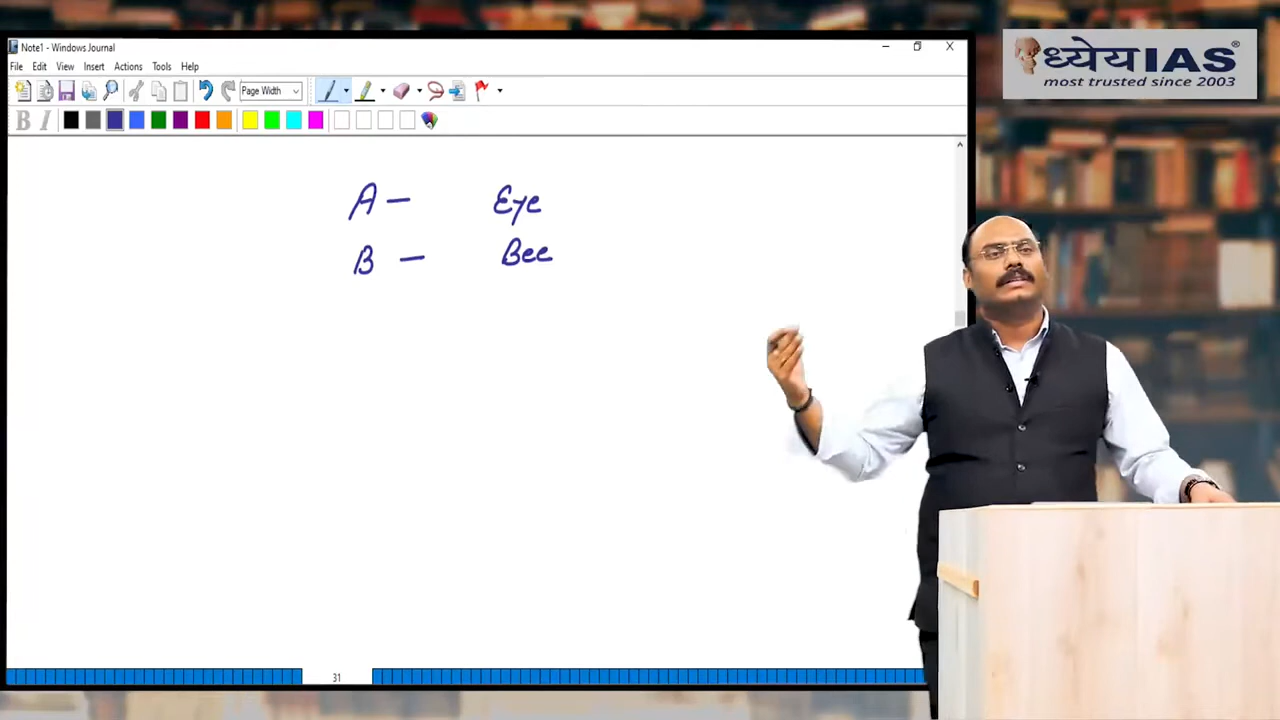 Note1 - Windows Journal
File Edit View Insert Actions Tools Help
Page Width
B I
A - Eye
B - Bee
31
ध्येयIAS®
most trusted since 2003